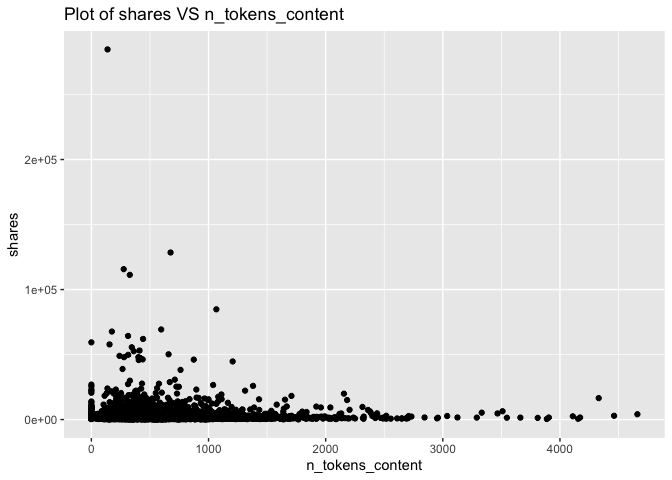 Plot of shares VS n_tokens_content
2e+05
1e+05
0e+00
shares
0
1000
2000
3000
4000
n_tokens_content